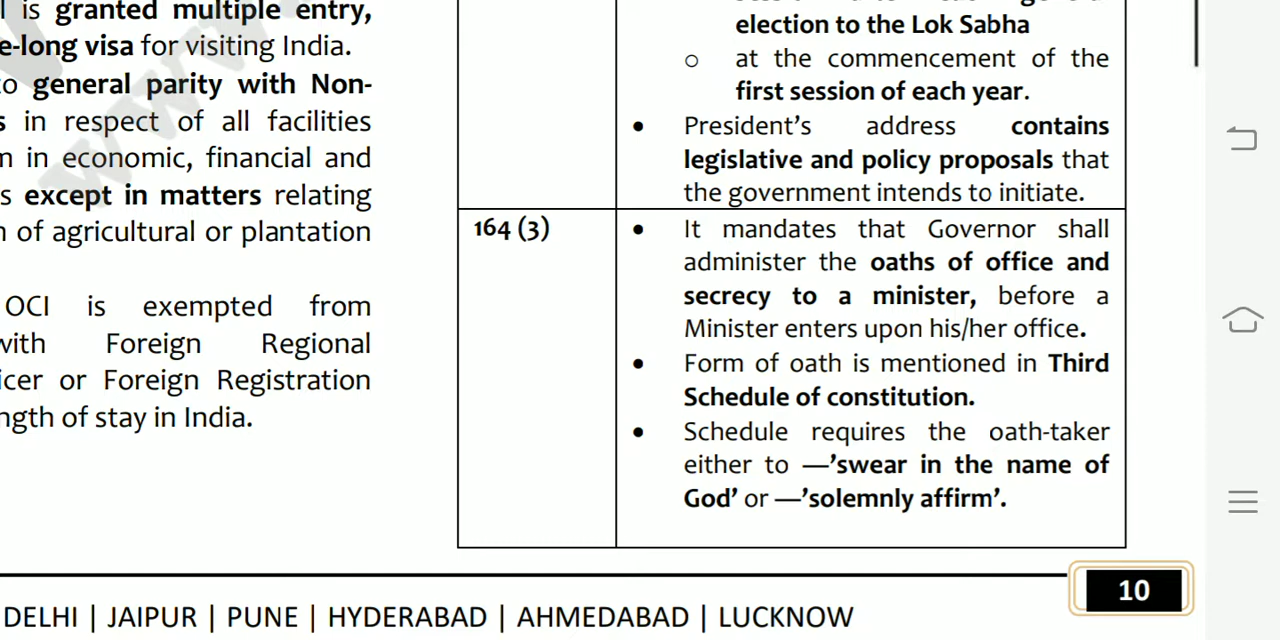 l is granted multiple entry,
e-long visa for visiting India.
to general parity with Non-
s in respect of all facilities
m in economic, financial and
s except in matters relating
n of agricultural or plantation
OCI is exempted from
with Foreign Regional
icer or Foreign Registration
ngth of stay in India.
election to the Lok Sabha
o at the commencement of the
first session of each year.
• President's address contains
legislative and policy proposals that
the government intends to initiate.
164 (3)
• It mandates that Governor shall
administer the oaths of office and
secrecy to a minister, before a
Minister enters upon his/her office.
• Form of oath is mentioned in Third
Schedule of constitution.
• Schedule requires the oath-taker
either to —’swear in the name of
God’ or —’solemnly affirm’.
10
DELHI | JAIPUR | PUNE | HYDERABAD | AHMEDABAD | LUCKNOW
www.